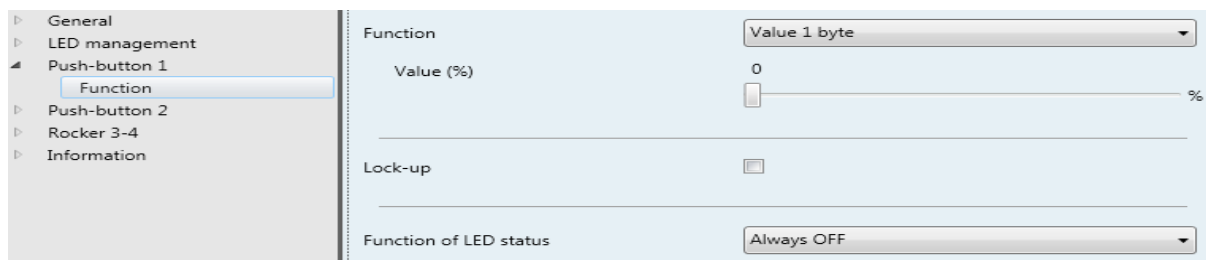 General
LED management
Push-button 1
Function
Push-button 2
Rocker 3-4
Information
Function
Value 1 byte
Value (%)
0
%
Lock-up
Function of LED status
Always OFF